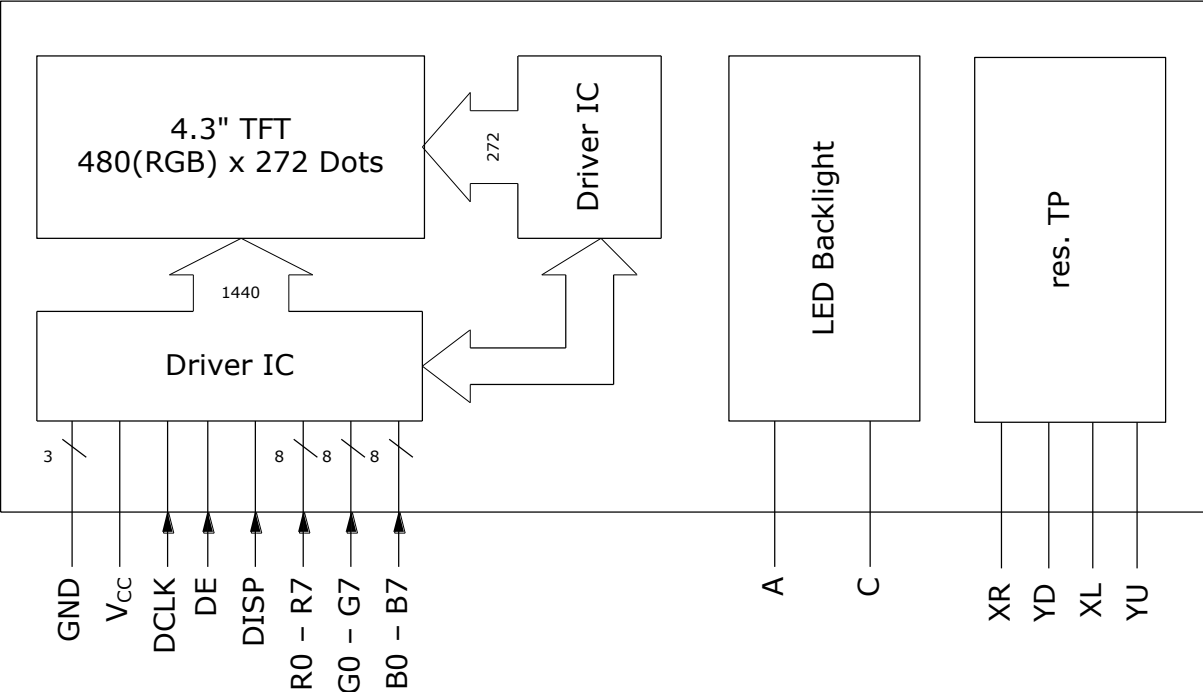 4.3" TFT
480(RGB) x 272 Dots
272
Driver IC
LED Backlight
res. TP
1440
Driver IC
3
8
8
8
GND
VCC
DCLK
DE
DISP
R0 – R7
G0 – G7
B0 – B7
A
C
XR
YD
XL
YU